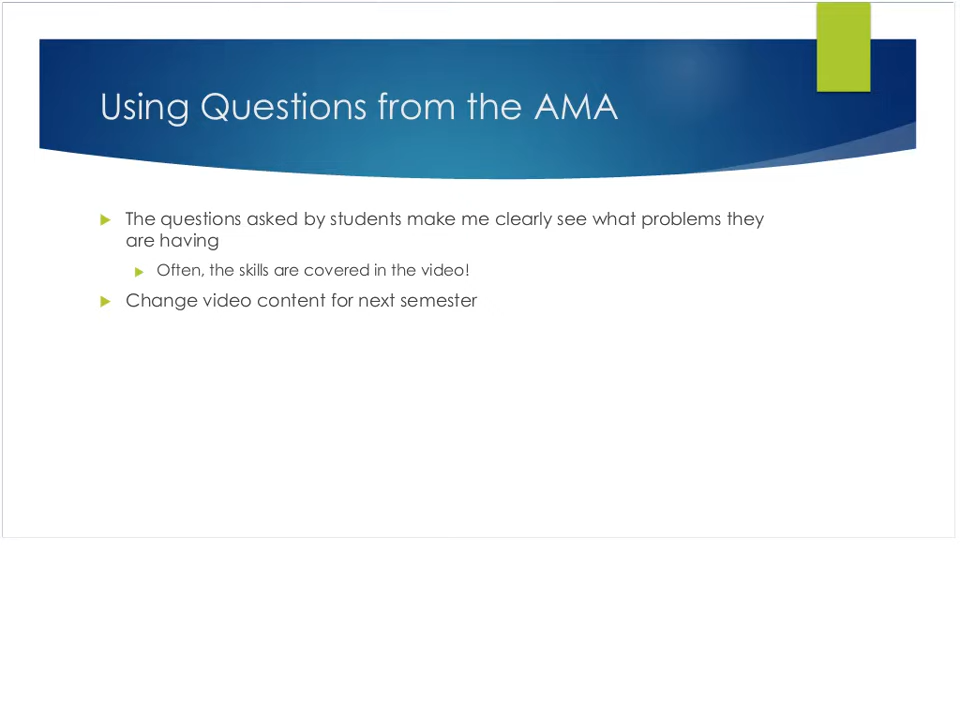 Using Questions from the AMA
The questions asked by students make me clearly see what problems they
are having
Often, the skills are covered in the video!
Change video content for next semester